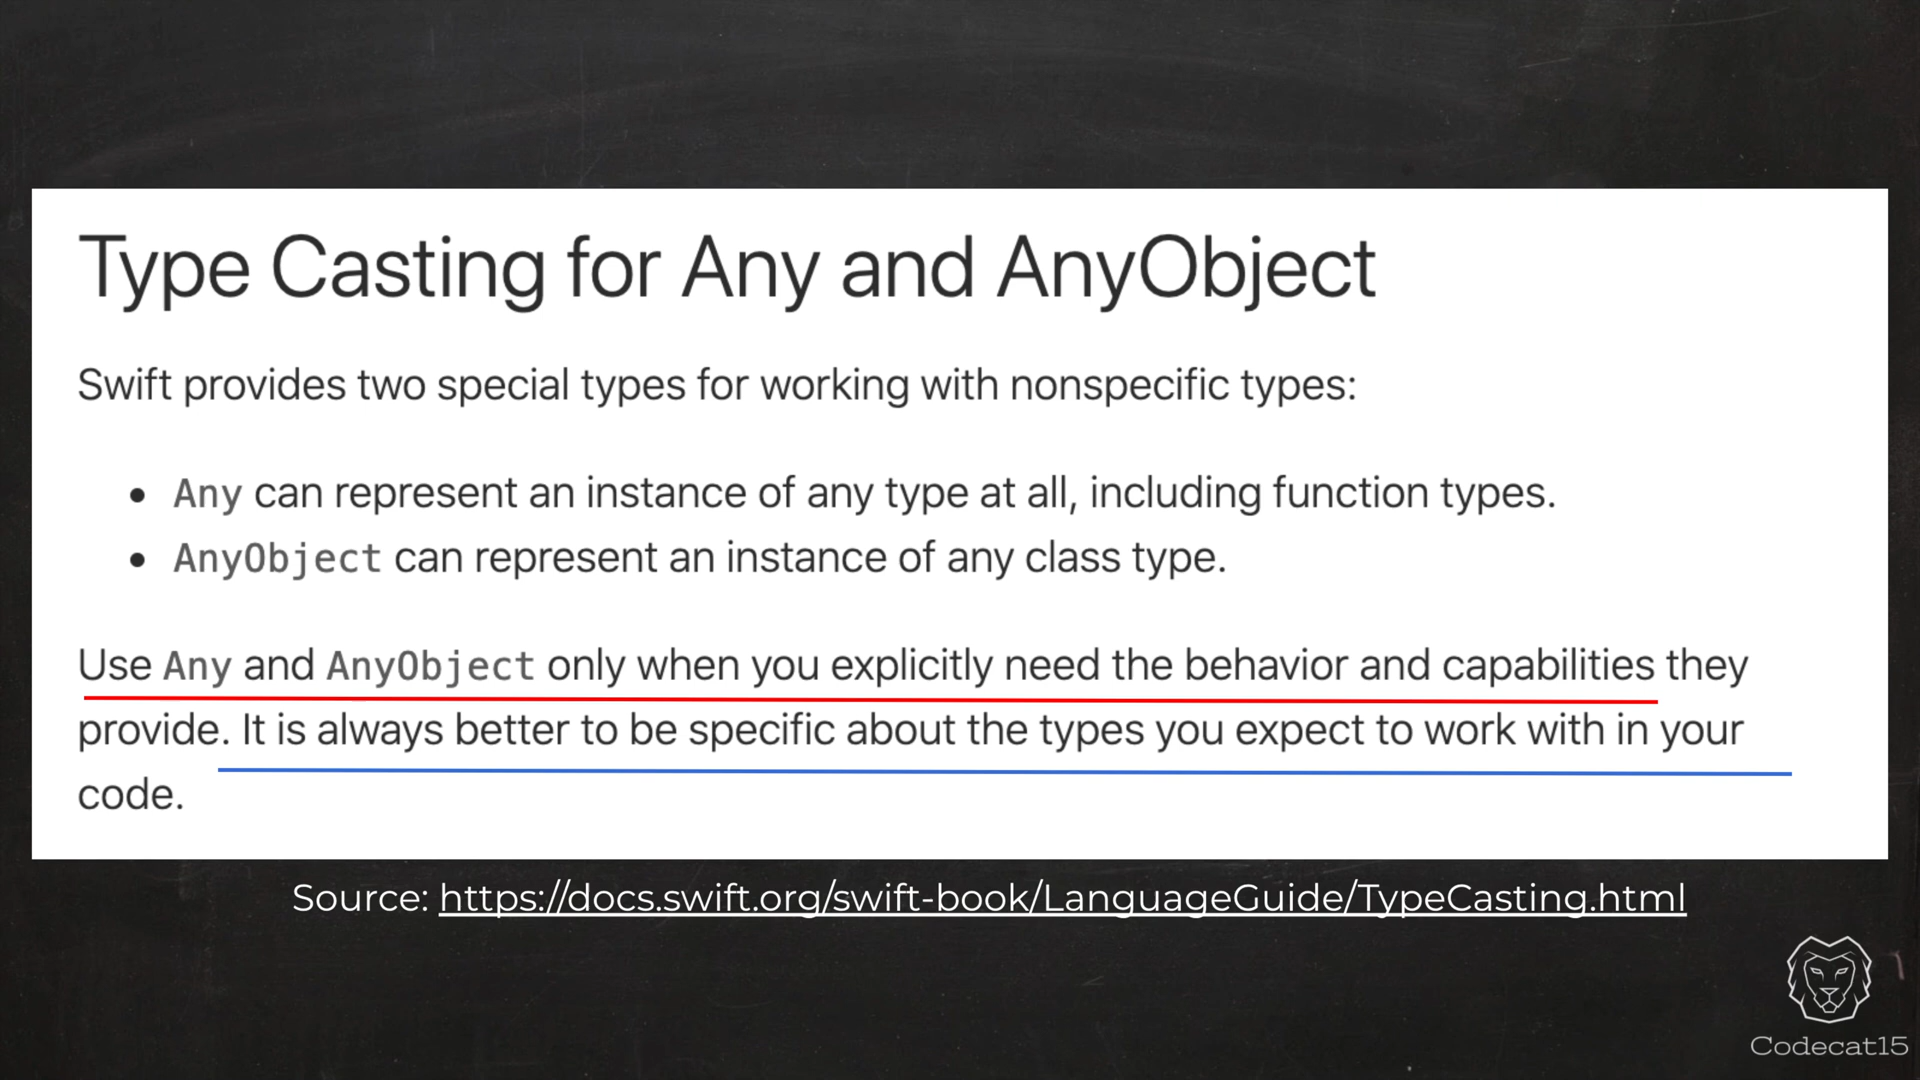 Type Casting for Any and AnyObject
Swift provides two special types for working with nonspecific types:
• Any can represent an instance of any type at all, including function types.
• AnyObject can represent an instance of any class type.
Use Any and AnyObject only when you explicitly need the behavior and capabilities they
provide. It is always better to be specific about the types you expect to work with in your
code.
Source: https://docs.swift.org/swift-book/LanguageGuide/TypeCasting.html
Codecat15